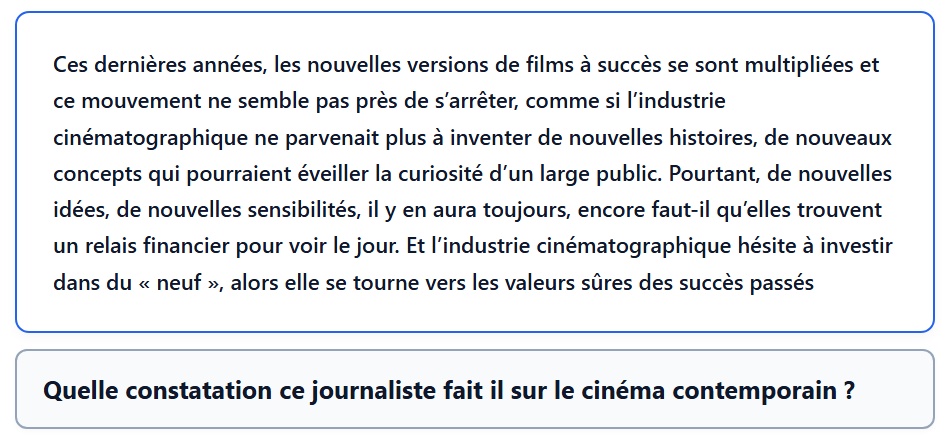 Ces dernières années, les nouvelles versions de films à succès se sont multipliées et
ce mouvement ne semble pas près de s’arrêter, comme si l’industrie
cinématographique ne parvenait plus à inventer de nouvelles histoires, de nouveaux
concepts qui pourraient éveiller la curiosité d’un large public. Pourtant, de nouvelles
idées, de nouvelles sensibilités, il y en aura toujours, encore faut-il qu’elles trouvent
un relais financier pour voir le jour. Et l’industrie cinématographique hésite à investir
dans du « neuf », alors elle se tourne vers les valeurs sûres des succès passés
Quelle constatation ce journaliste fait il sur le cinéma contemporain ?